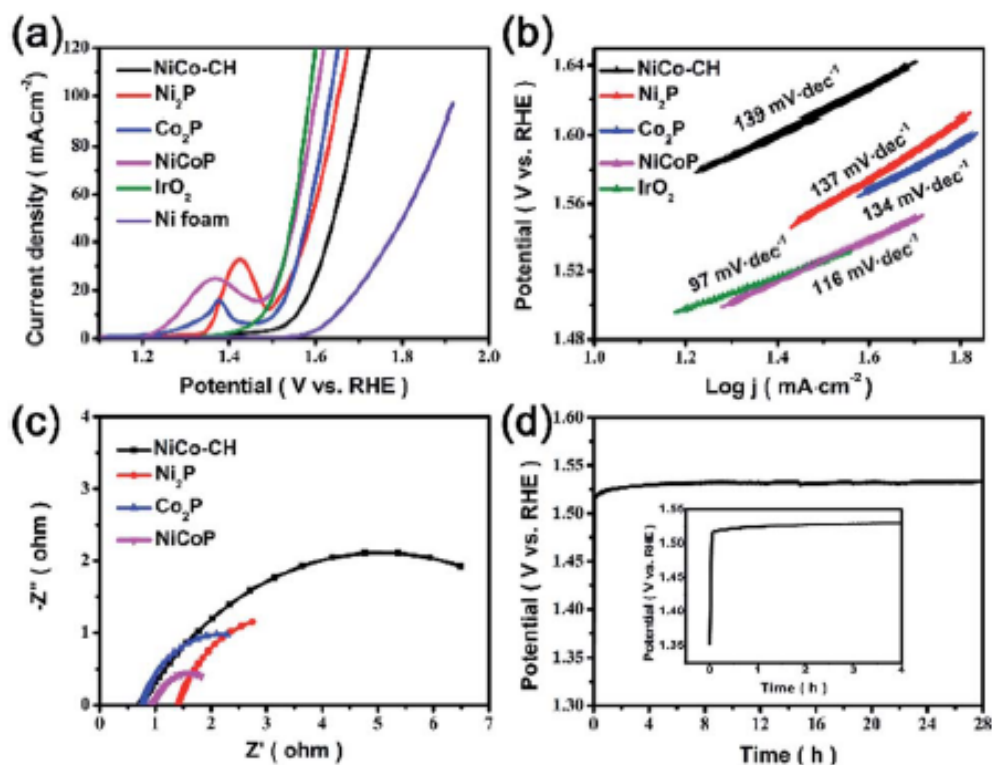 (a)
120
100
80
60
40
20
0
1.2
1.4
1.6
1.8
2.0
Current density ( mA·cm⁻²)
Potential ( V vs. RHE )
NiCo-CH
Ni₂P
Co₂P
NiCoP
IrO₂
Ni foam
(b)
1.64
1.60
1.56
1.52
1.48
1.0
1.2
1.4
1.6
1.8
Potential ( V vs. RHE )
Log j ( mA·cm⁻²)
NiCo-CH
Ni₂P
Co₂P
NiCoP
IrO₂
139 mV·dec⁻¹
137 mV·dec⁻¹
134 mV·dec⁻¹
97 mV·dec⁻¹
116 mV·dec⁻¹
(c)
4
3
2
1
0
0
1
2
3
4
5
6
7
-Z'' ( ohm )
Z' ( ohm )
NiCo-CH
Ni₂P
Co₂P
NiCoP
(d)
1.60
1.55
1.50
1.45
1.40
1.35
1.30
0
4
8
12
16
20
24
28
Potential ( V vs. RHE )
Time ( h )
1.55
1.50
1.45
1.40
1.35
0
1
2
3
4
Potential ( V vs. RHE )
Time ( h )